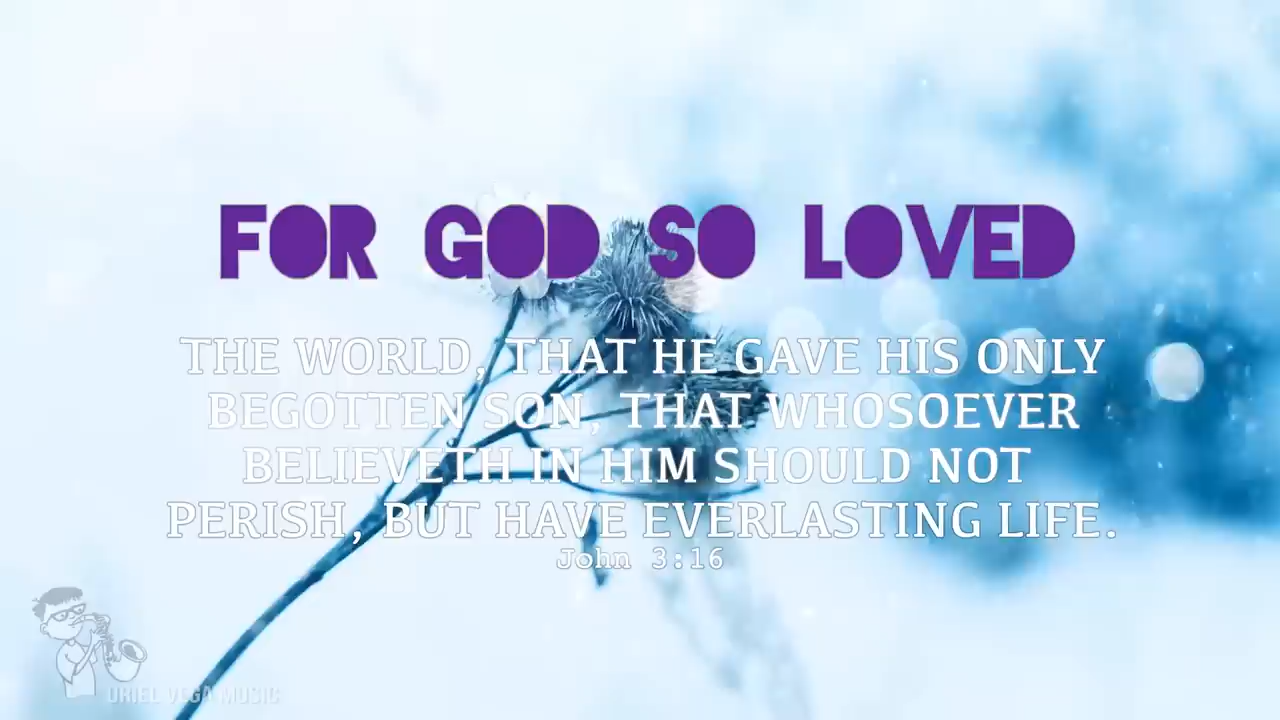 FOR GOD SO LOVED
THE WORLD, THAT HE GAVE HIS ONLY
BEGOTTEN SON, THAT WHOSOEVER
BELIEVETH IN HIM SHOULD NOT
PERISH, BUT HAVE EVERLASTING LIFE.
John 3:16
URIEL VEGA MUSIC